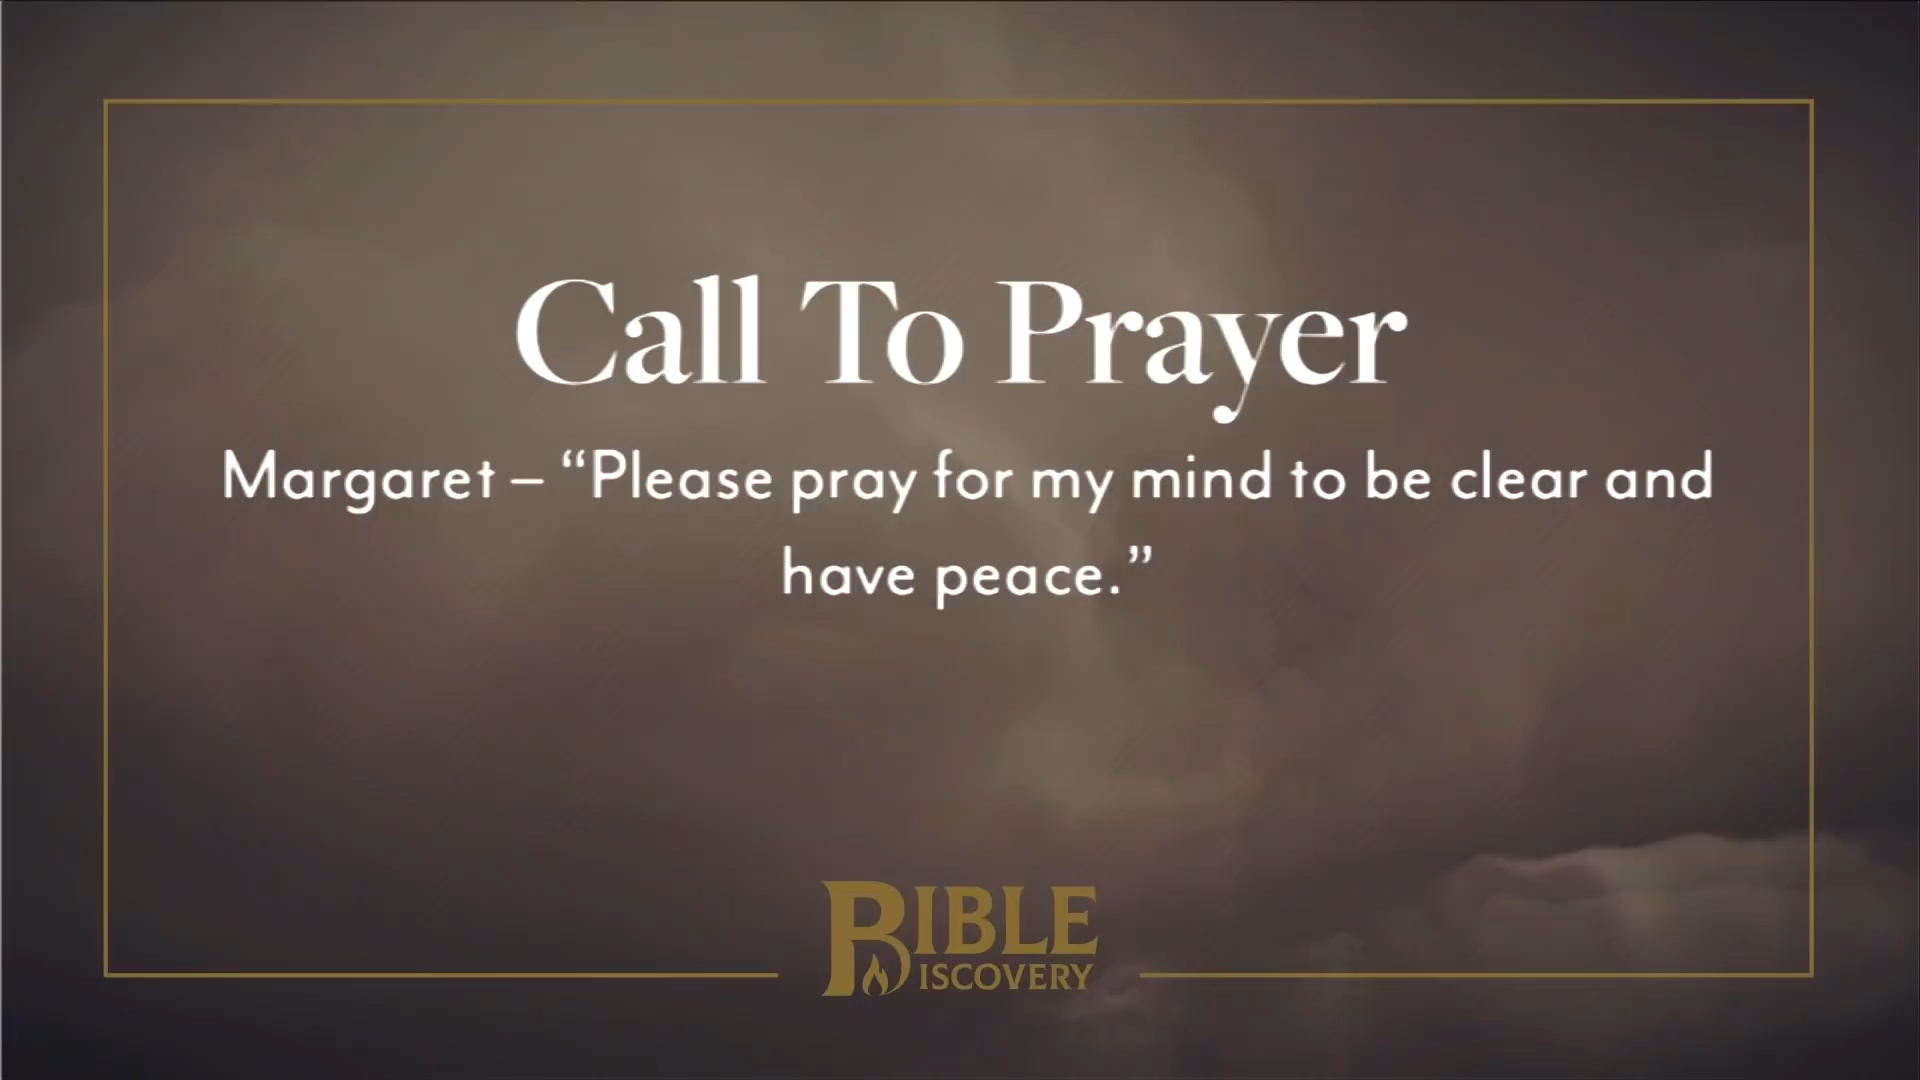 Call To Prayer
Margaret – “Please pray for my mind to be clear and
have peace.”
BIBLE
DISCOVERY